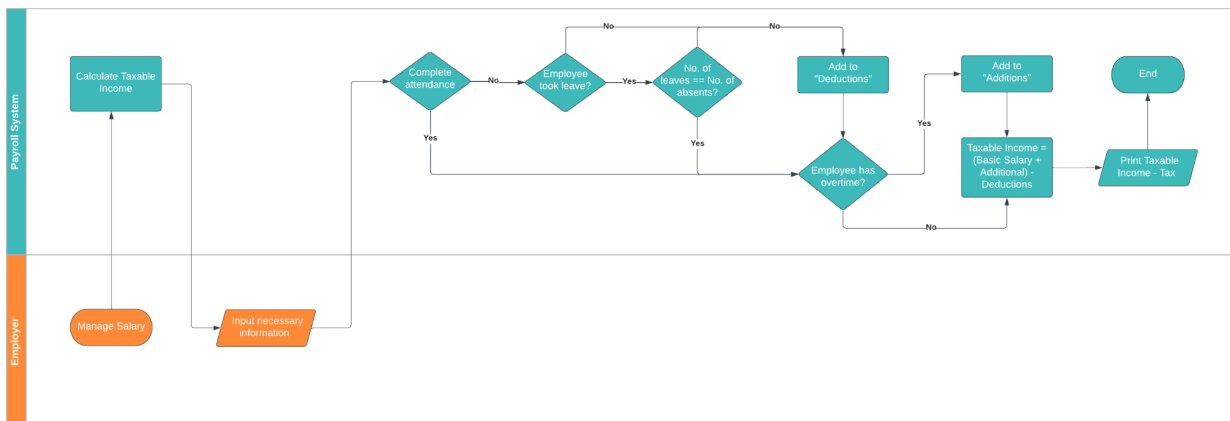 Payroll System
Calculate Taxable
Income
Complete
attendance
No
Yes
Employee
took leave?
No
Yes
No. of
leaves == No. of
absents?
No
Yes
Add to
"Deductions"
Employee has
overtime?
Yes
No
Add to
"Additions"
Taxable Income =
(Basic Salary +
Additional) -
Deductions
Print Taxable
Income - Tax
End
Employer
Manage Salary
Input necessary
information